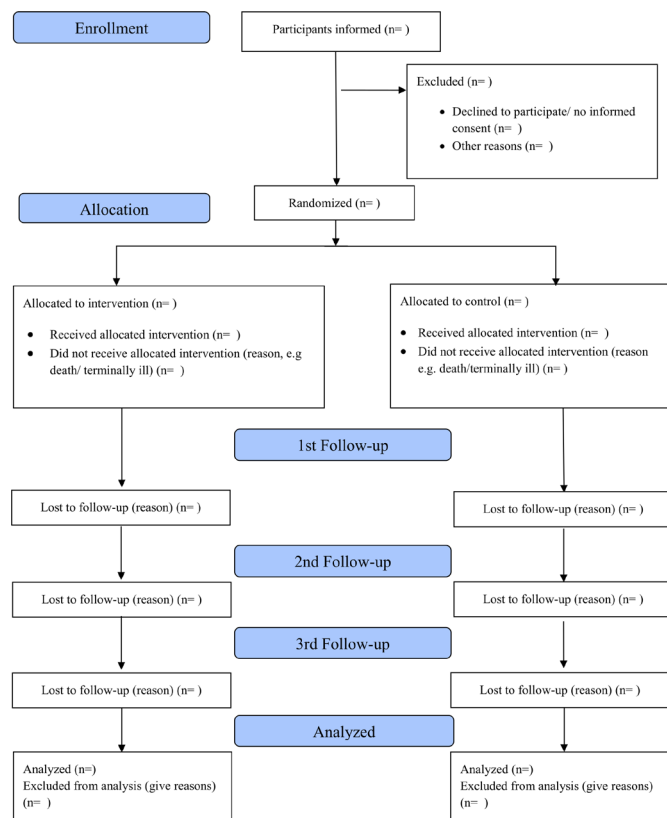 Enrollment
Participants informed (n= )
Excluded (n= )
• Declined to participate/ no informed
consent (n= )
• Other reasons (n= )
Allocation
Randomized (n= )
Allocated to intervention (n= )
• Received allocated intervention (n= )
• Did not receive allocated intervention (reason, e.g
death/ terminally ill) (n= )
Allocated to control (n= )
• Received allocated intervention (n= )
• Did not receive allocated intervention (reason
e.g. death/terminally ill) (n= )
1st Follow-up
Lost to follow-up (reason) (n= )
Lost to follow-up (reason) (n= )
2nd Follow-up
Lost to follow-up (reason) (n= )
Lost to follow-up (reason) (n= )
3rd Follow-up
Lost to follow-up (reason) (n= )
Lost to follow-up (reason) (n= )
Analyzed
Analyzed (n=)
Excluded from analysis (give reasons)
(n= )
Analyzed (n=)
Excluded from analysis (give reasons)
(n= )